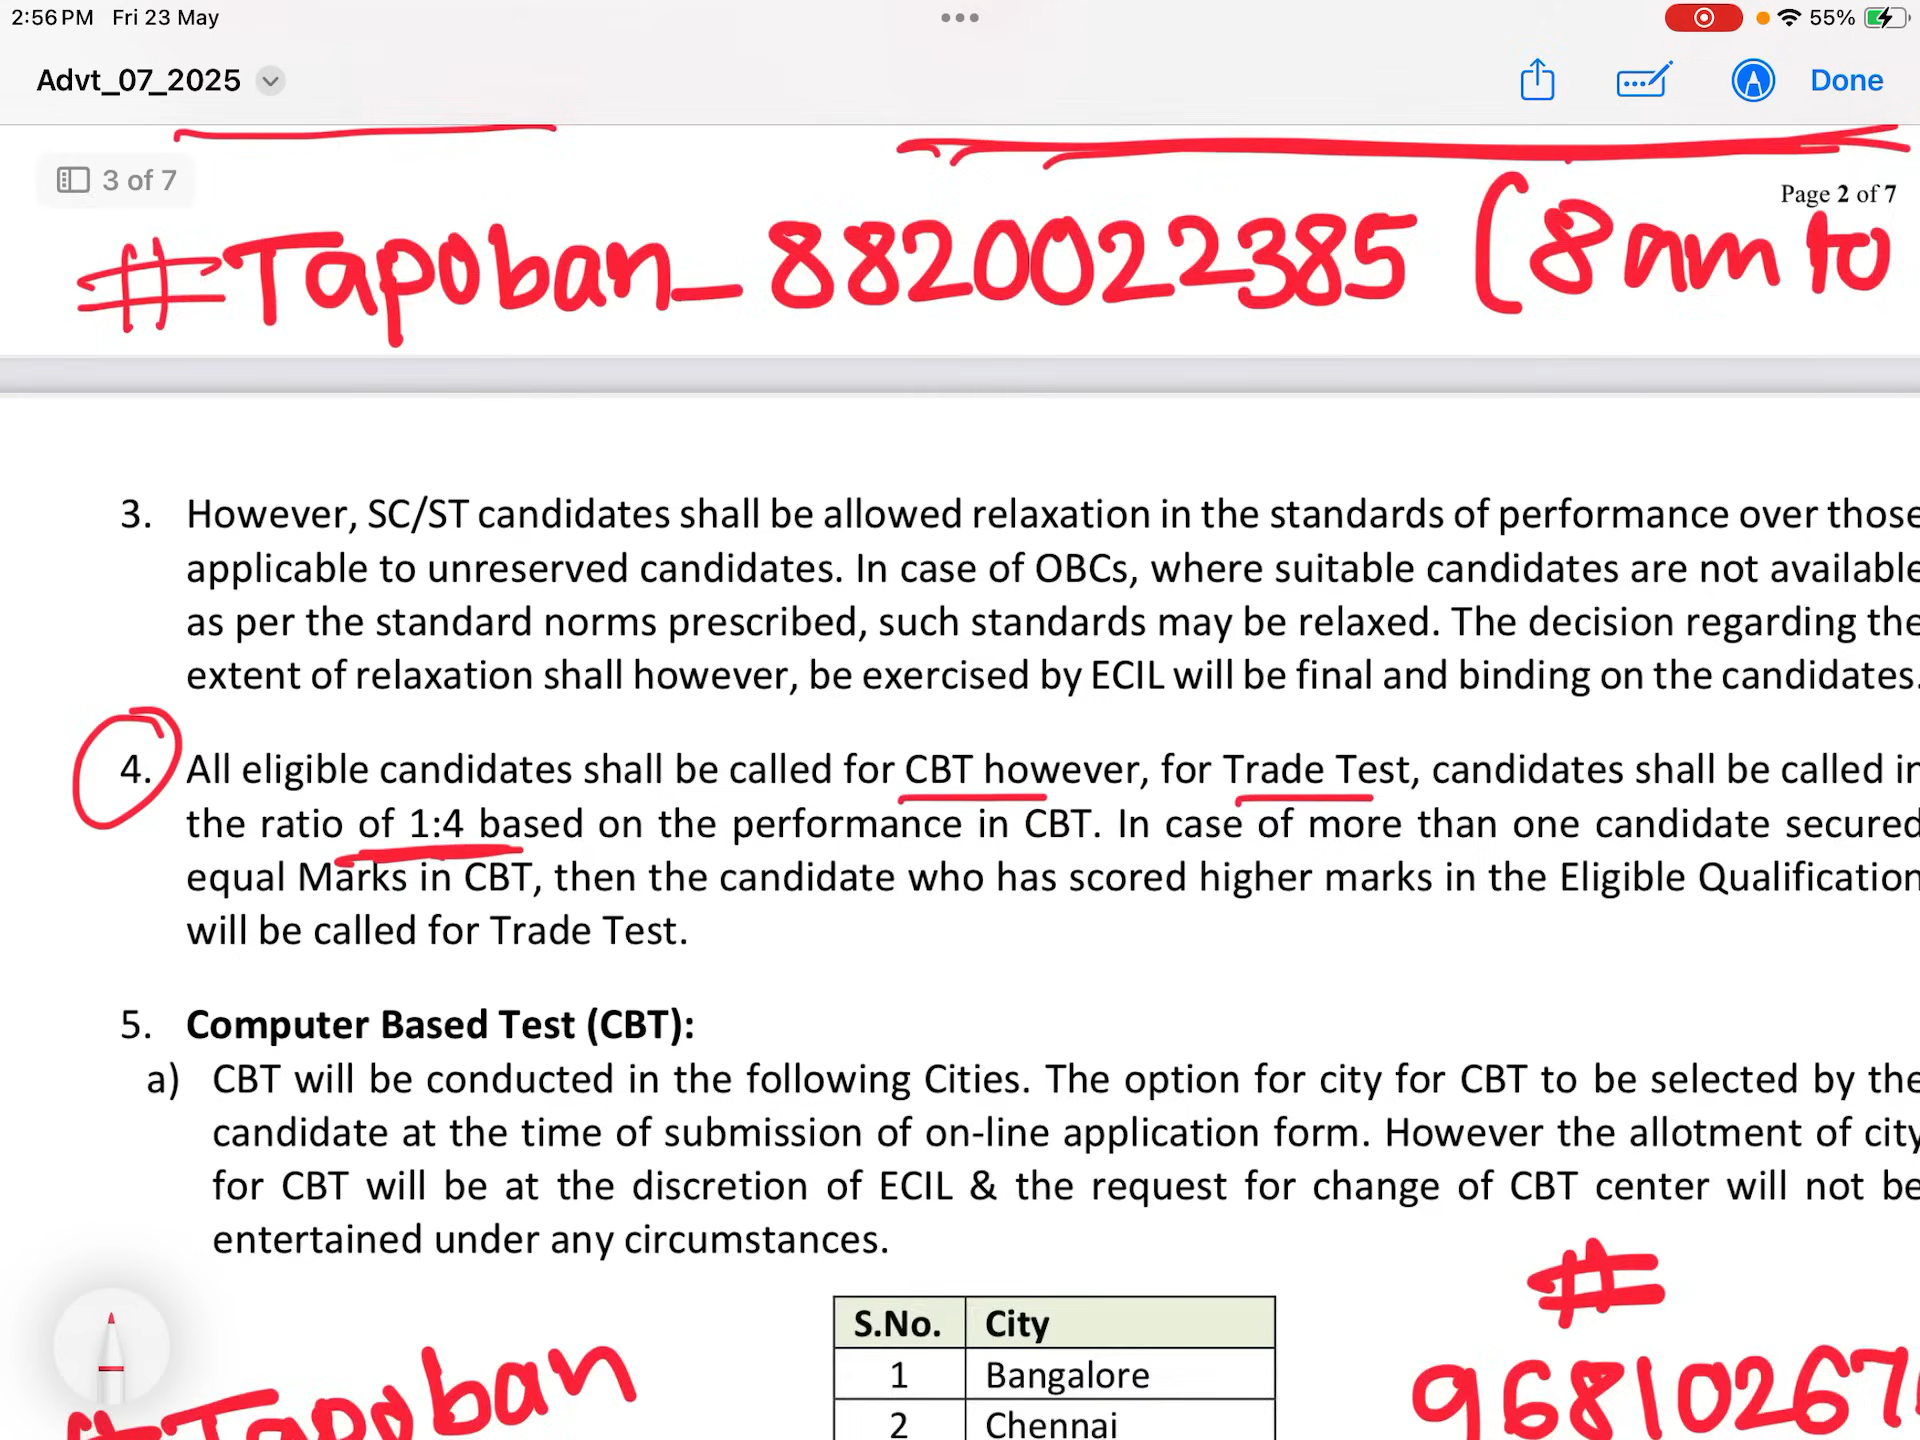 2:56 PM Fri 23 May
55%
Advt_07_2025
Done
3 of 7
Page 2 of 7
#Tapoban_8820022385 (8am to
3. However, SC/ST candidates shall be allowed relaxation in the standards of performance over those
applicable to unreserved candidates. In case of OBCs, where suitable candidates are not available
as per the standard norms prescribed, such standards may be relaxed. The decision regarding the
extent of relaxation shall however, be exercised by ECIL will be final and binding on the candidates.
4. All eligible candidates shall be called for CBT however, for Trade Test, candidates shall be called in
the ratio of 1:4 based on the performance in CBT. In case of more than one candidate secured
equal Marks in CBT, then the candidate who has scored higher marks in the Eligible Qualification
will be called for Trade Test.
5. Computer Based Test (CBT):
a) CBT will be conducted in the following Cities. The option for city for CBT to be selected by the
candidate at the time of submission of on-line application form. However the allotment of city
for CBT will be at the discretion of ECIL & the request for change of CBT center will not be
entertained under any circumstances.
#
S.No. City
1 Bangalore
2 Chennai
#Tapoban
96810267